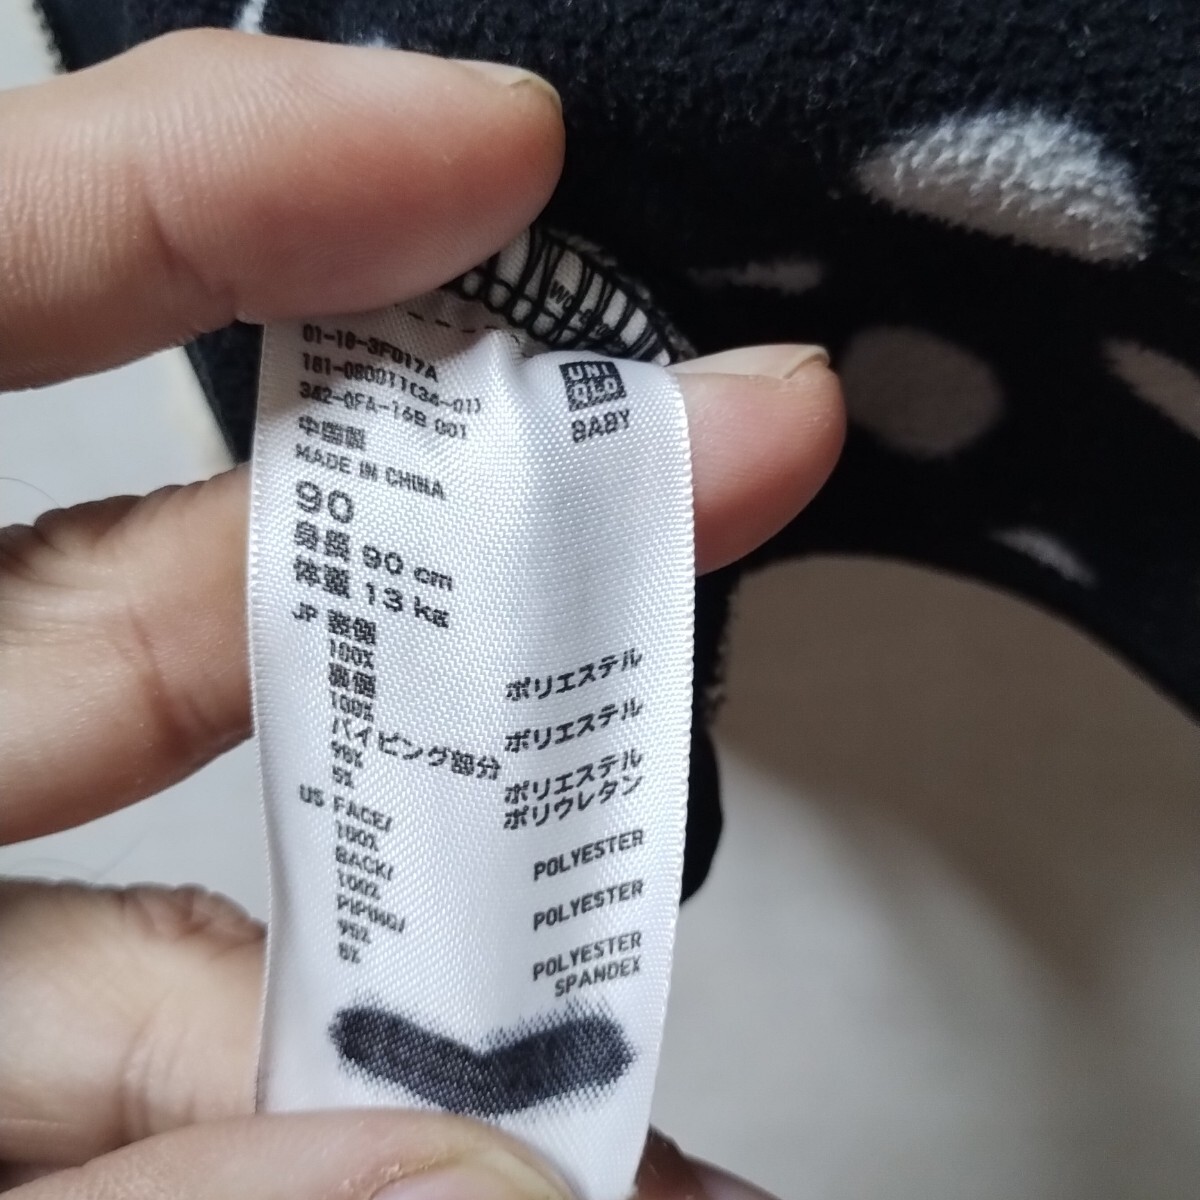 01-10-3F017A
181-080011(34-01)
342-QFA-16B 001
中国製
MADE IN CHINA
UNI
QLO
BABY
90
身長 90 cm
体重 13 kg
JP 表側
100% ポリエステル
裏側
100% ポリエステル
パイピング部分
95% ポリエステル
5% ポリウレタン
US FACE/
100% POLYESTER
BACK/
100% POLYESTER
PIPING/
95% POLYESTER
5% SPANDEX